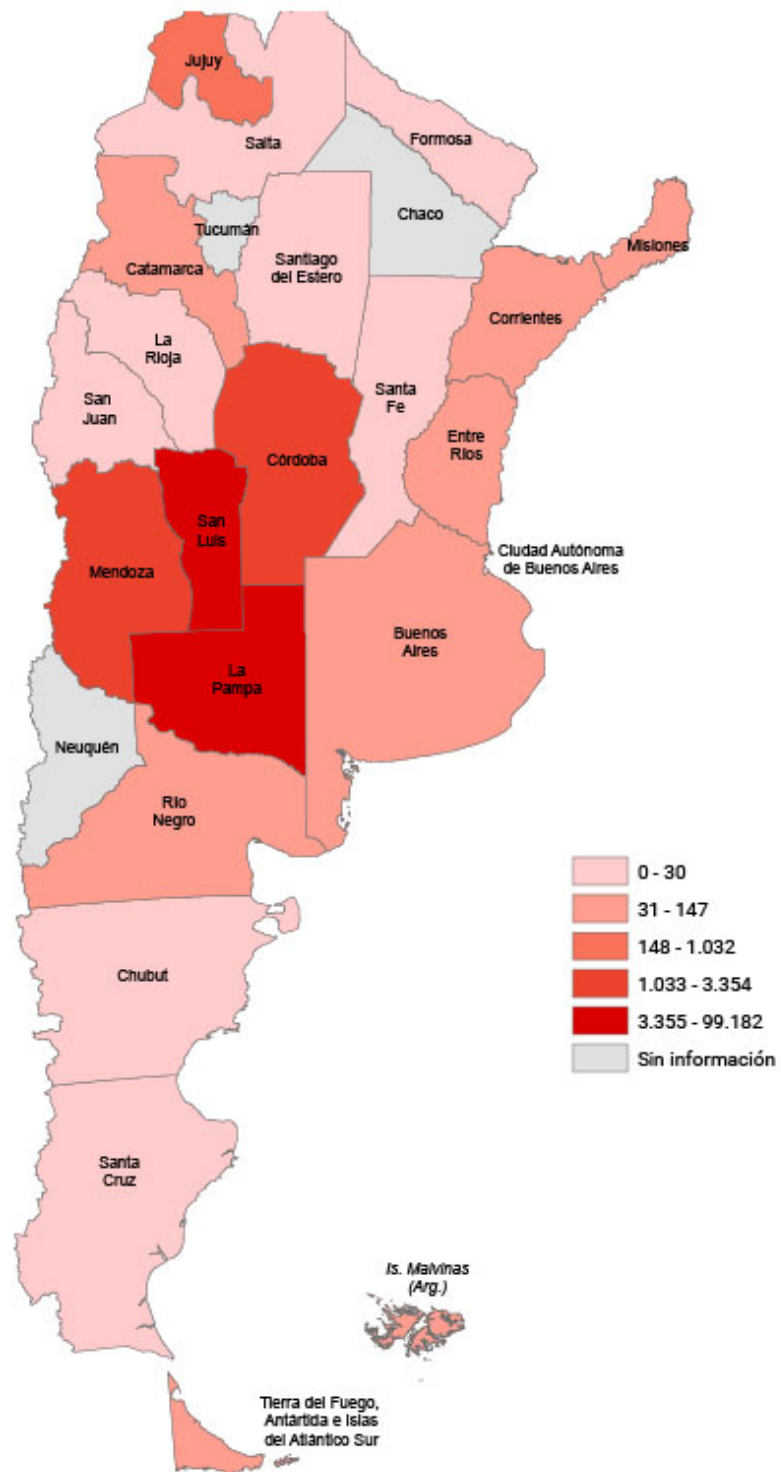 Jujuy
Salta
Formosa
Tucumán
Chaco
Misiones
Catamarca
Santiago
del Estero
Corrientes
La
Rioja
San
Juan
Santa
Fe
Entre
Ríos
Córdoba
San
Luis
Mendoza
Ciudad Autónoma
de Buenos Aires
Buenos
Aires
La
Pampa
Neuquén
Río
Negro
0 - 30
31 - 147
148 - 1.032
1.033 - 3.354
3.355 - 99.182
Sin información
Chubut
Santa
Cruz
Is. Malvinas
(Arg.)
Tierra del Fuego,
Antártida e Islas
del Atlántico Sur